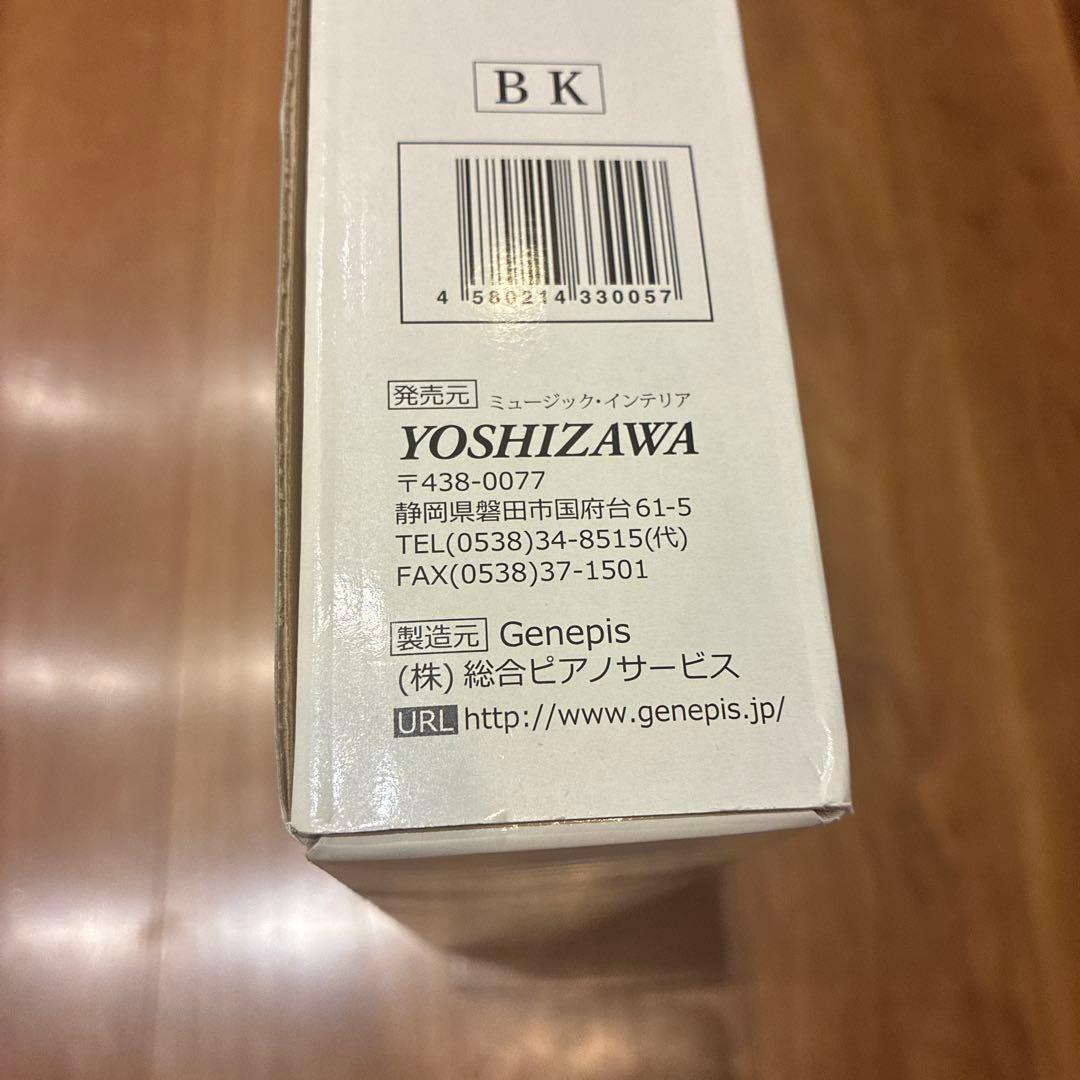 BK
4 580214 330057
発売元 ミュージック・インテリア
YOSHIZAWA
〒438-0077
静岡県磐田市国府台61-5
TEL(0538)34-8515(代)
FAX(0538)37-1501
製造元 Genepis
(株)総合ピアノサービス
URL http://www.genepis.jp/